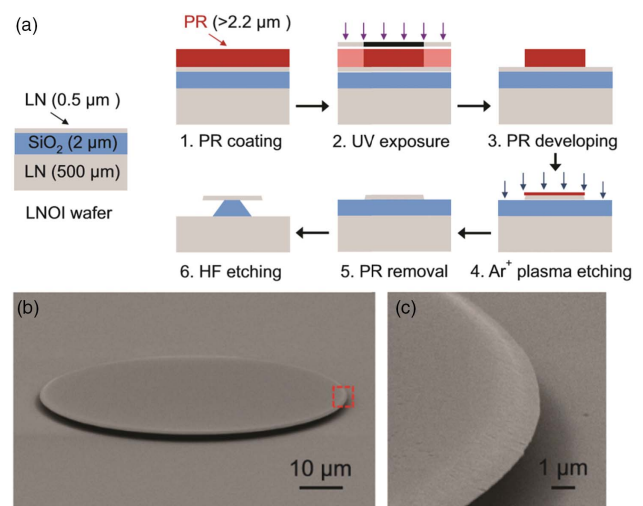 (a)
PR (>2.2 μm)
LN (0.5 μm )
SiO₂ (2 μm)
LN (500 μm)
LNOI wafer
1. PR coating
2. UV exposure
3. PR developing
6. HF etching
5. PR removal
4. Ar⁺ plasma etching
(b)
10 μm
(c)
1 μm